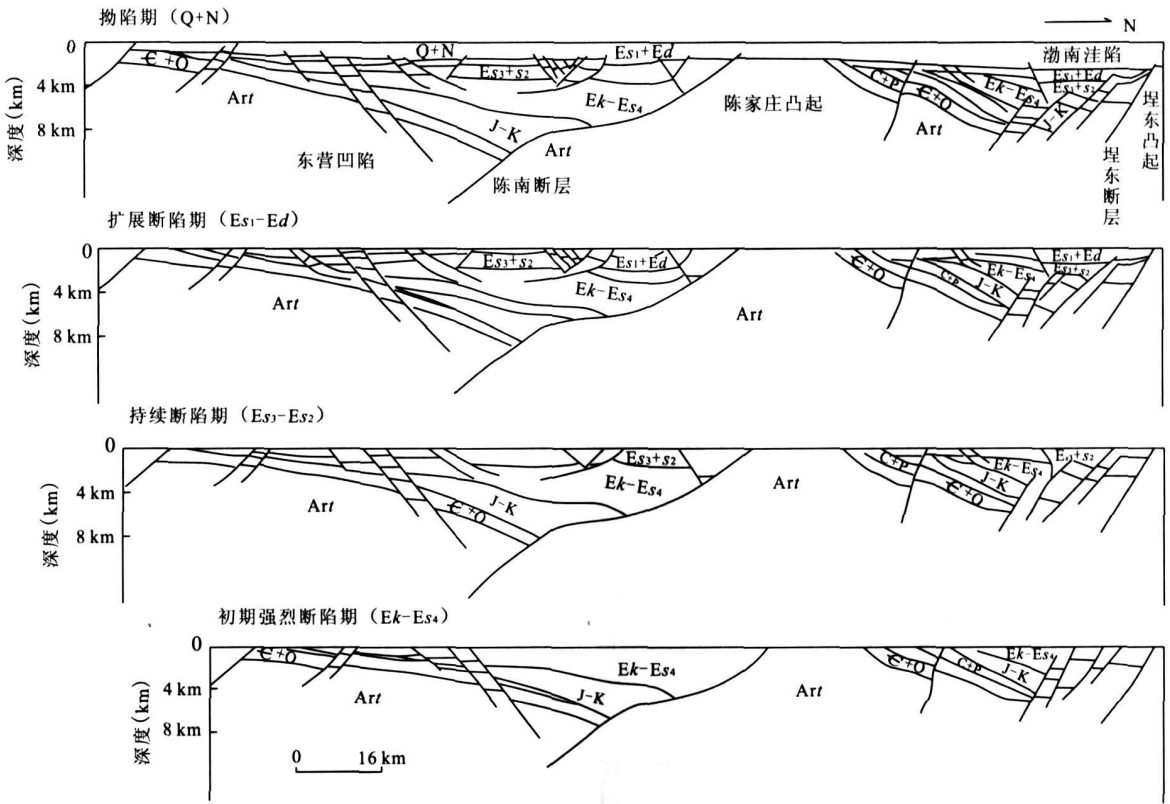 拗陷期（Q+N）
N
0
Q+N
Es1+Ed
渤南洼陷
Є+O
Es3+s2
C+P
Ek-Es4
Es1+Ed
Es3+s2
4 km
Art
Ek-Es4
陈家庄凸起
Є+O
J-K
埕东凸起
8 km
J-K
Art
Art
东营凹陷
陈南断层
埕东断层
深度(km)
扩展断陷期（Es1-Ed）
0
Es3+s2
Es1+Ed
Es1+Ed
Є+O
Ek-Es4
Es3+s2
4 km
Art
Ek-Es4
Art
C+P
J-K
8 km
深度(km)
持续断陷期（Es3-Es2）
0
Es3+s2
C+P
Ek-Es4
Es3+s2
4 km
Art
Є+O
J-K
Ek-Es4
Art
Є+O
J-K
8 km
深度(km)
初期强烈断陷期（Ek-Es4）
0
Є+O
Ek-Es4
Є+O
C+P
Ek-Es4
J-K
4 km
Art
J-K
Art
8 km
深度(km)
0 16 km